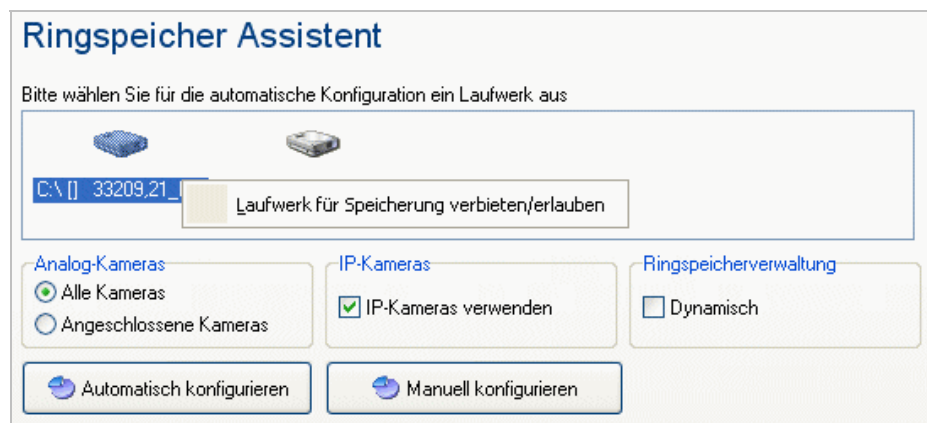 Ringspeicher Assistent
Bitte wählen Sie für die automatische Konfiguration ein Laufwerk aus
C:\ [] 33209,21_
Laufwerk für Speicherung verbieten/erlauben
Analog-Kameras
Alle Kameras
Angeschlossene Kameras
IP-Kameras
IP-Kameras verwenden
Ringspeicherverwaltung
Dynamisch
Automatisch konfigurieren
Manuell konfigurieren